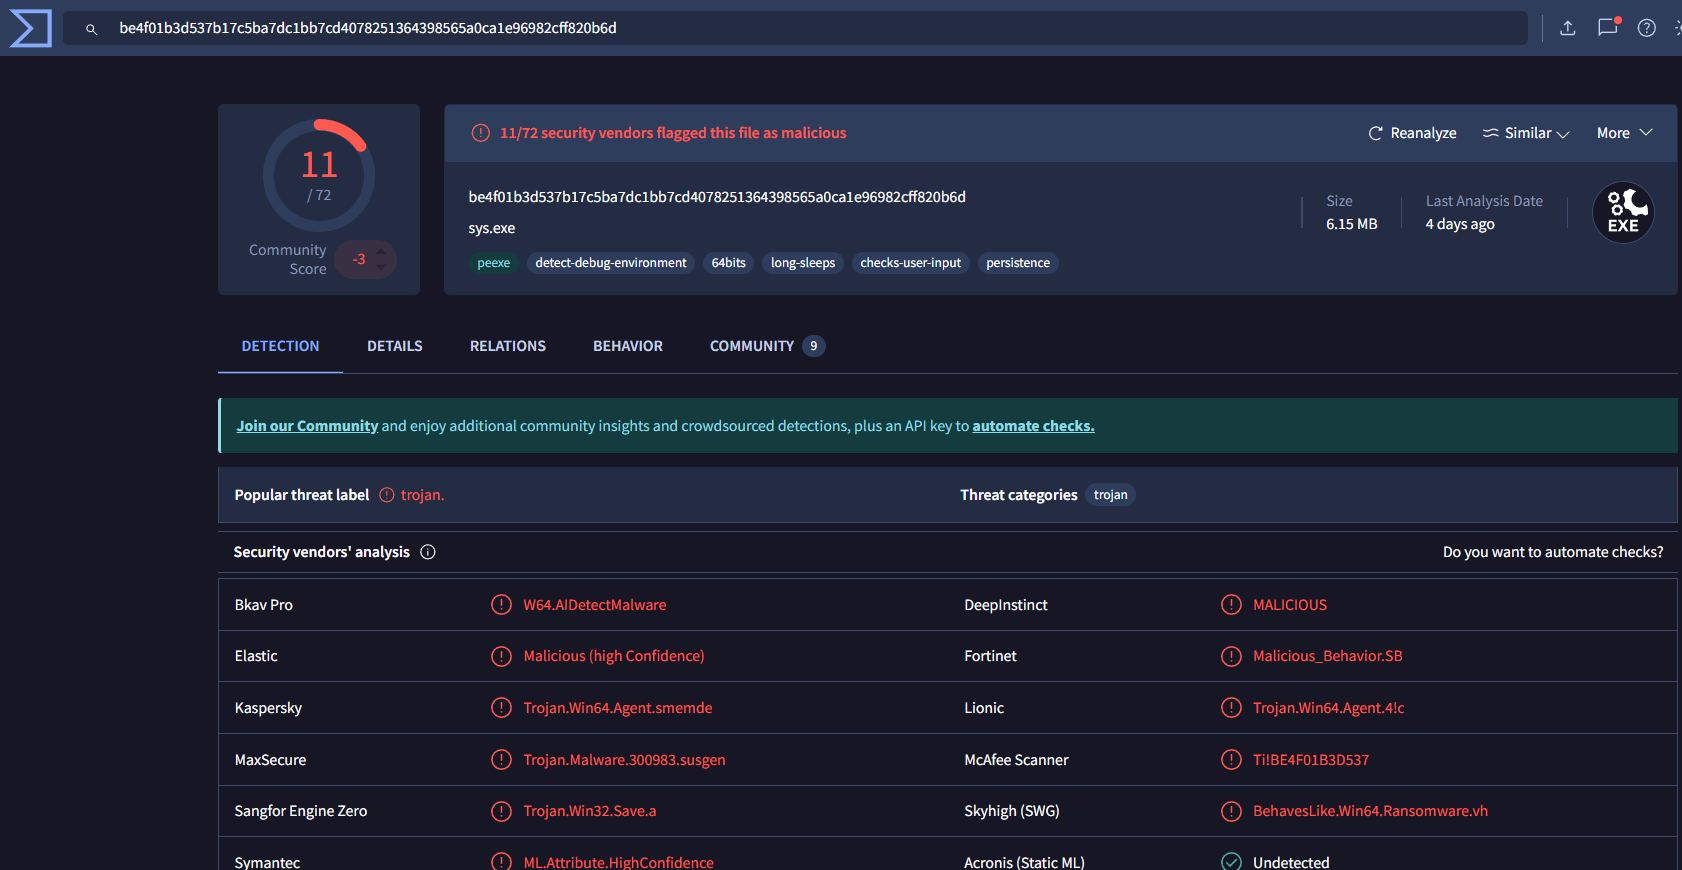 be4f01b3d537b17c5ba7dc1bb7cd4078251364398565a0ca1e96982cff820b6d
11
/ 72
Community Score
-3
11/72 security vendors flagged this file as malicious
Reanalyze
Similar
More
be4f01b3d537b17c5ba7dc1bb7cd4078251364398565a0ca1e96982cff820b6d
sys.exe
peexe
detect-debug-environment
64bits
long-sleeps
checks-user-input
persistence
Size
6.15 MB
Last Analysis Date
4 days ago
EXE
DETECTION
DETAILS
RELATIONS
BEHAVIOR
COMMUNITY 9
Join our Community and enjoy additional community insights and crowdsourced detections, plus an API key to automate checks.
Popular threat label trojan.
Threat categories trojan
Security vendors' analysis
Do you want to automate checks?
Bkav Pro W64.AIDetectMalware
DeepInstinct MALICIOUS
Elastic Malicious (high Confidence)
Fortinet Malicious_Behavior.SB
Kaspersky Trojan.Win64.Agent.smemde
Lionic Trojan.Win64.Agent.4!c
MaxSecure Trojan.Malware.300983.susgen
McAfee Scanner Ti!BE4F01B3D537
Sangfor Engine Zero Trojan.Win32.Save.a
Skyhigh (SWG) BehavesLike.Win64.Ransomware.vh
Symantec ML.Attribute.HighConfidence
Acronis (Static ML) Undetected